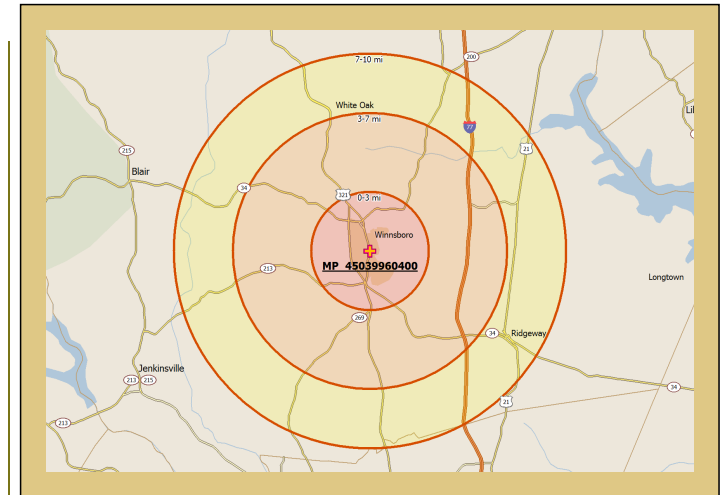 7-10 mi
200
White Oak
3-7 mi
77
21
215
Blair
34
321
0-3 mi
Winnsboro
MP 45039960400
213
Longtown
269
34
Ridgeway
Jenkinsville
213
215
34
21
213